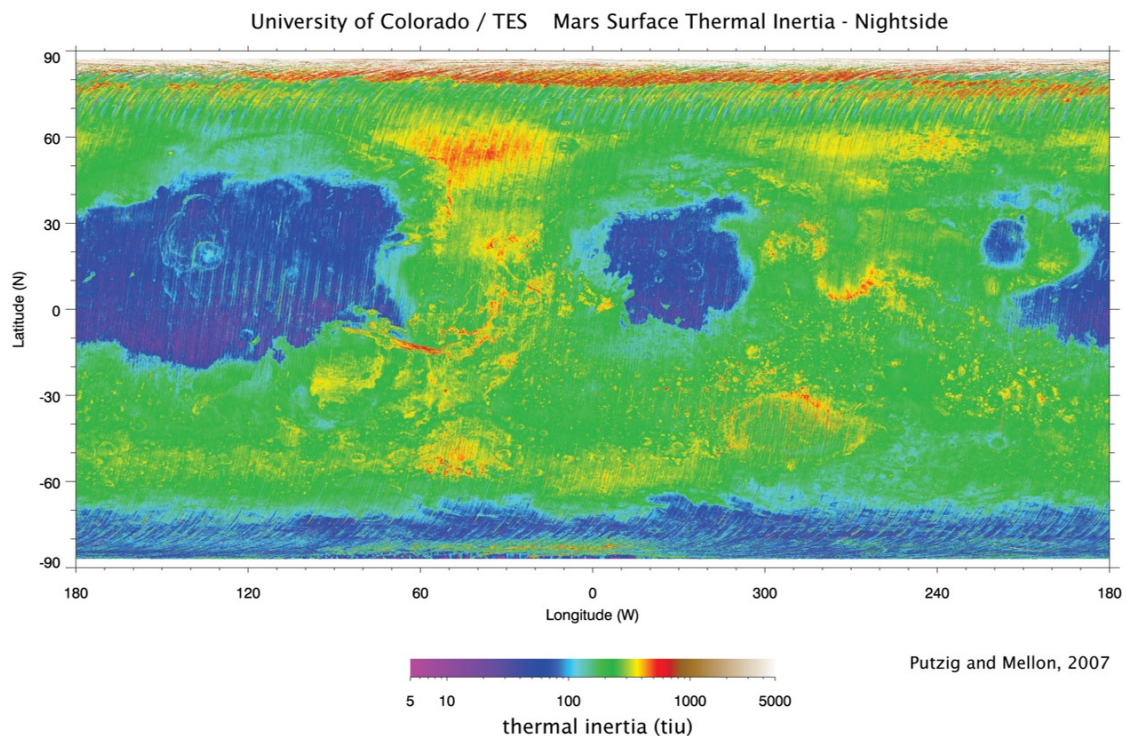 University of Colorado / TES    Mars Surface Thermal Inertia - Nightside
90
60
30
0
-30
-60
-90
Latitude (N)
180 120 60 0 300 240 180
Longitude (W)
5 10 100 1000 5000
thermal inertia (tiu)
Putzig and Mellon, 2007